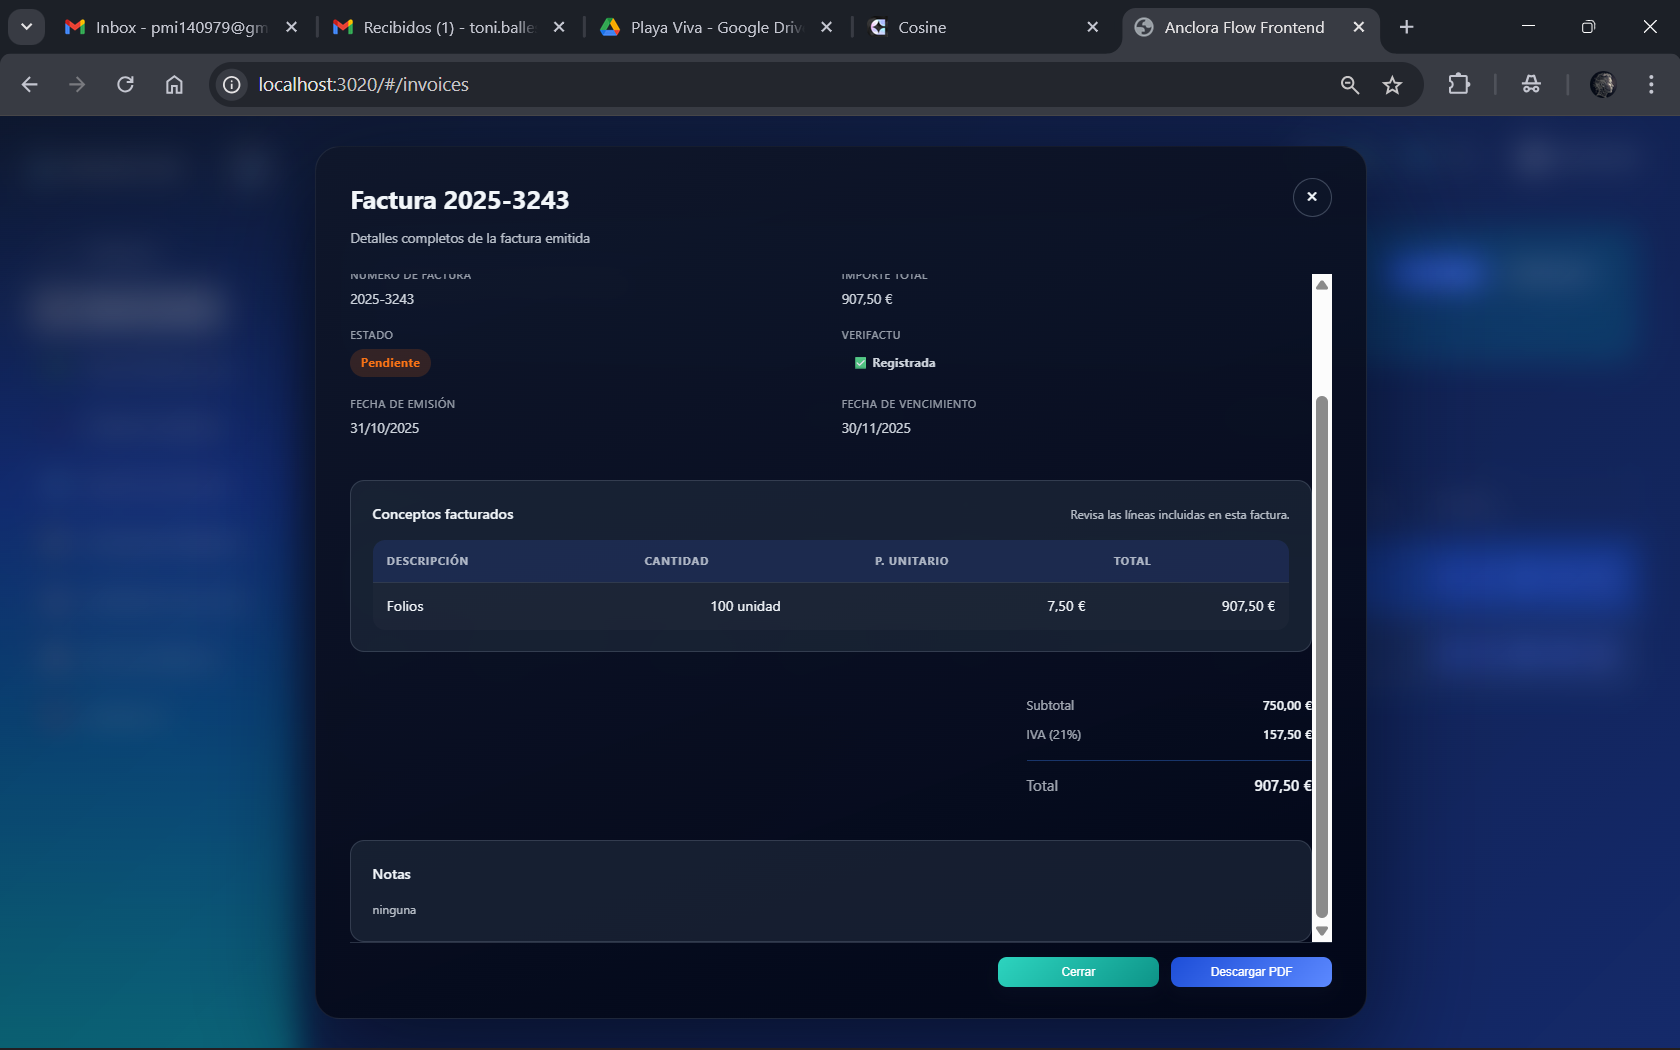 Inbox - pmi140979@gm
Recibidos (1) - toni.balle
Playa Viva - Google Driv
Cosine
Anclora Flow Frontend
localhost:3020/#/invoices
Factura 2025-3243
Detalles completos de la factura emitida
NÚMERO DE FACTURA
IMPORTE TOTAL
2025-3243
907,50 €
ESTADO
VERIFACTU
Pendiente
Registrada
FECHA DE EMISIÓN
FECHA DE VENCIMIENTO
31/10/2025
30/11/2025
Conceptos facturados
Revisa las líneas incluidas en esta factura.
DESCRIPCIÓN CANTIDAD P. UNITARIO TOTAL
Folios 100 unidad 7,50 € 907,50 €
Subtotal 750,00 €
IVA (21%) 157,50 €
Total 907,50 €
Notas
ninguna
Cerrar
Descargar PDF